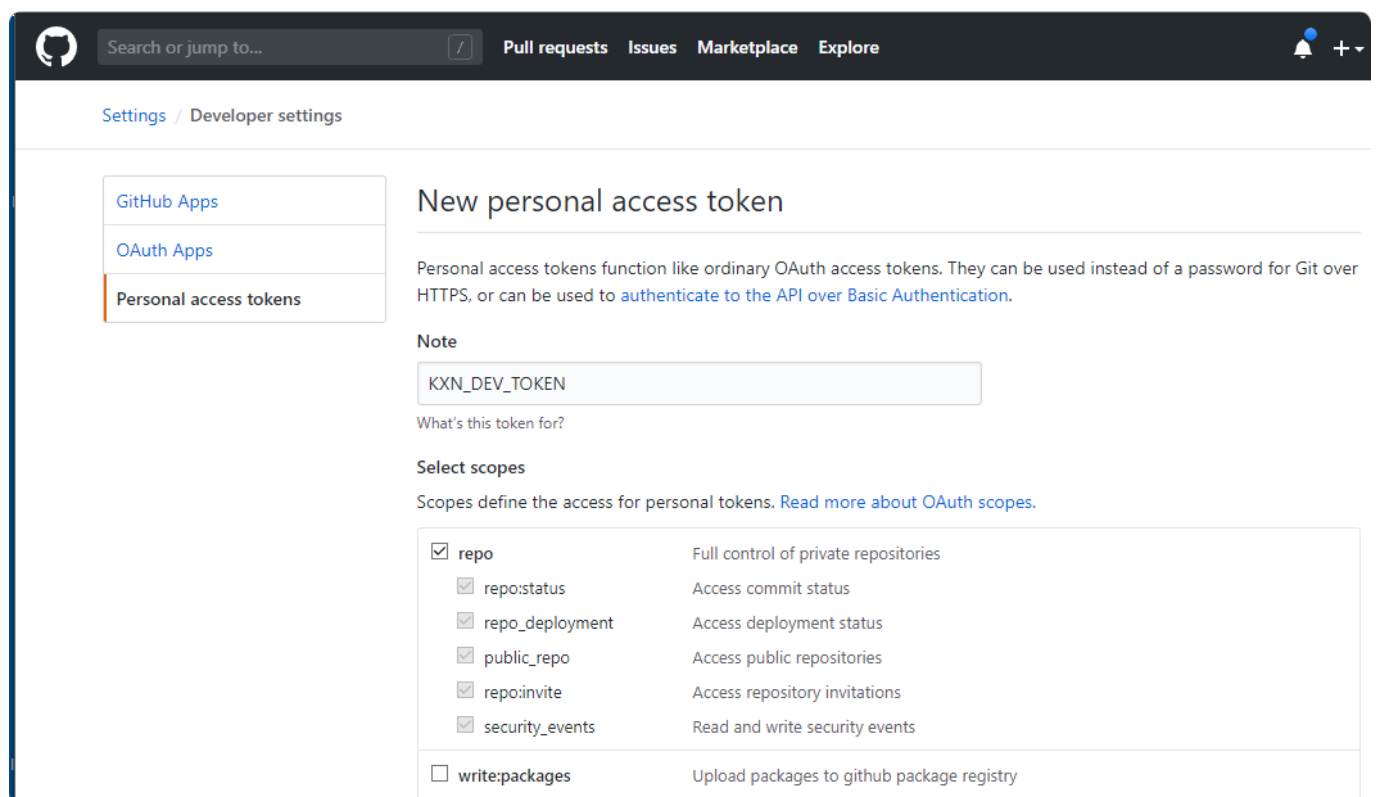 Search or jump to... /
Pull requests Issues Marketplace Explore
Settings / Developer settings
GitHub Apps
OAuth Apps
Personal access tokens
New personal access token
Personal access tokens function like ordinary OAuth access tokens. They can be used instead of a password for Git over
HTTPS, or can be used to authenticate to the API over Basic Authentication.
Note
KXN_DEV_TOKEN
What's this token for?
Select scopes
Scopes define the access for personal tokens. Read more about OAuth scopes.
repo Full control of private repositories
repo:status Access commit status
repo_deployment Access deployment status
public_repo Access public repositories
repo:invite Access repository invitations
security_events Read and write security events
write:packages Upload packages to github package registry